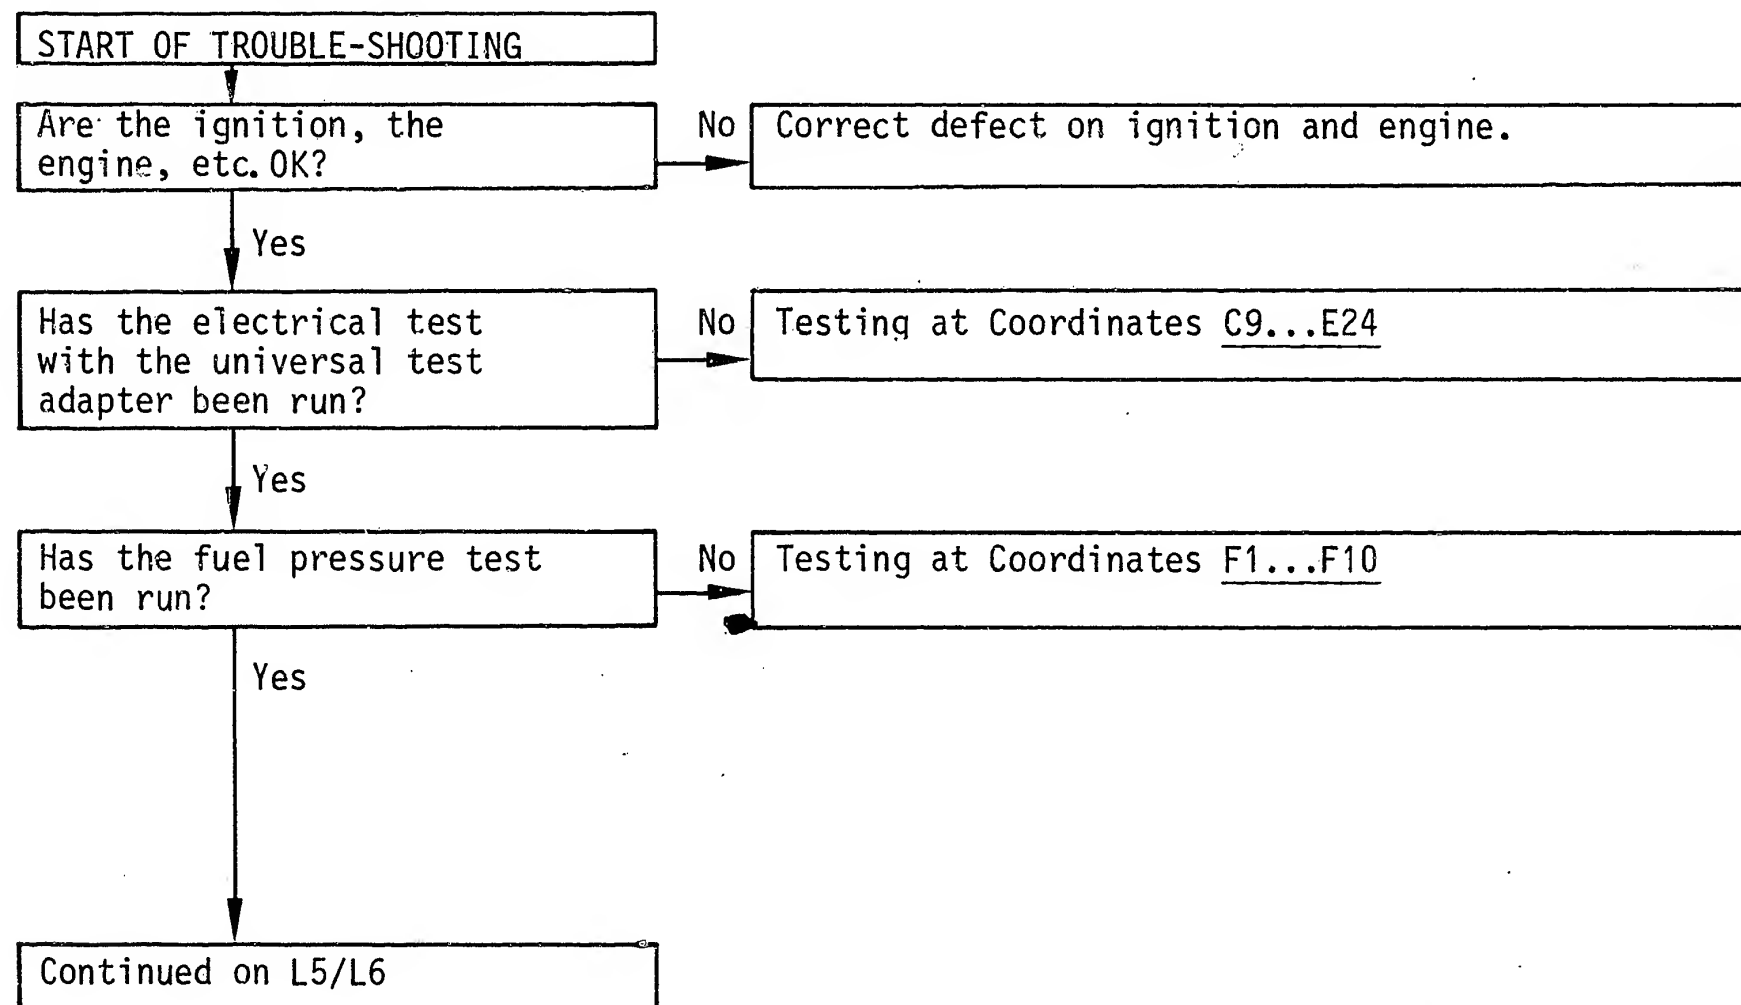 START OF TROUBLE-SHOOTING
Are the ignition, the
engine, etc. OK?
No
Correct defect on ignition and engine.
Yes
Has the electrical test
with the universal test
adapter been run?
No
Testing at Coordinates C9...E24
Yes
Has the fuel pressure test
been run?
No
Testing at Coordinates F1...F10
Yes
Continued on L5/L6